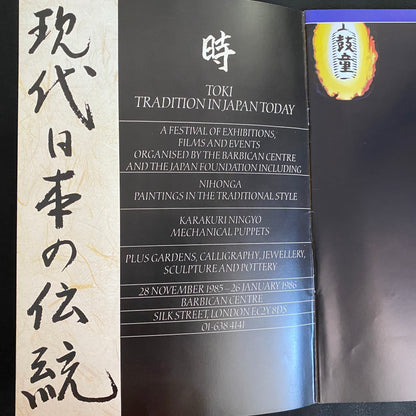 現代日本の伝統
時
TOKI
TRADITION IN JAPAN TODAY
A FESTIVAL OF EXHIBITIONS,
FILMS AND EVENTS
ORGANISED BY THE BARBICAN CENTRE
AND THE JAPAN FOUNDATION INCLUDING
NIHONGA
PAINTINGS IN THE TRADITIONAL STYLE
KARAKURI NINGYO
MECHANICAL PUPPETS
PLUS GARDENS, CALLIGRAPHY, JEWELLERY,
SCULPTURE AND POTTERY
28 NOVEMBER 1985 – 26 JANUARY 1986
BARBICAN CENTRE
SILK STREET, LONDON EC2Y 8DS
01-638 4141
鼓童